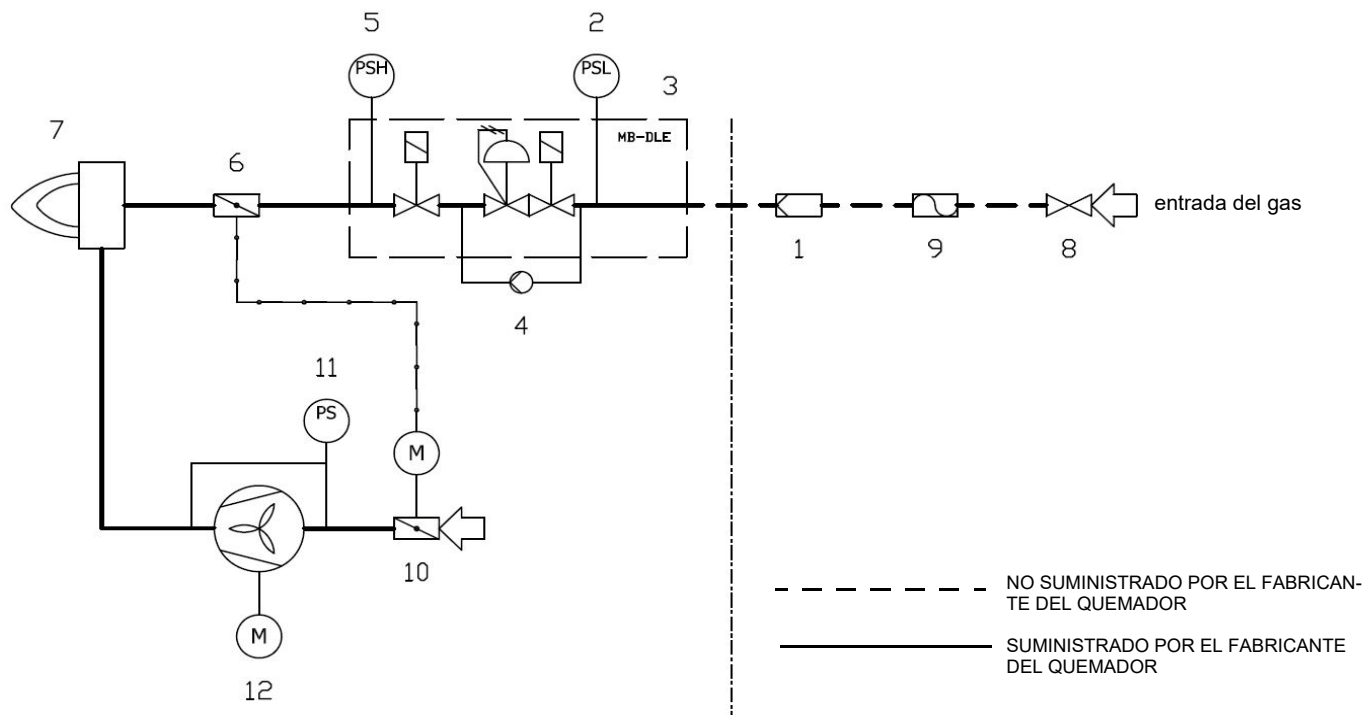 5
2
PSH
PSL
3
7
MB-DLE
6
entrada del gas
1
9
8
4
11
PS
M
10
NO SUMINISTRADO POR EL FABRICAN-
TE DEL QUEMADOR
M
SUMINISTRADO POR EL FABRICANTE
DEL QUEMADOR
12